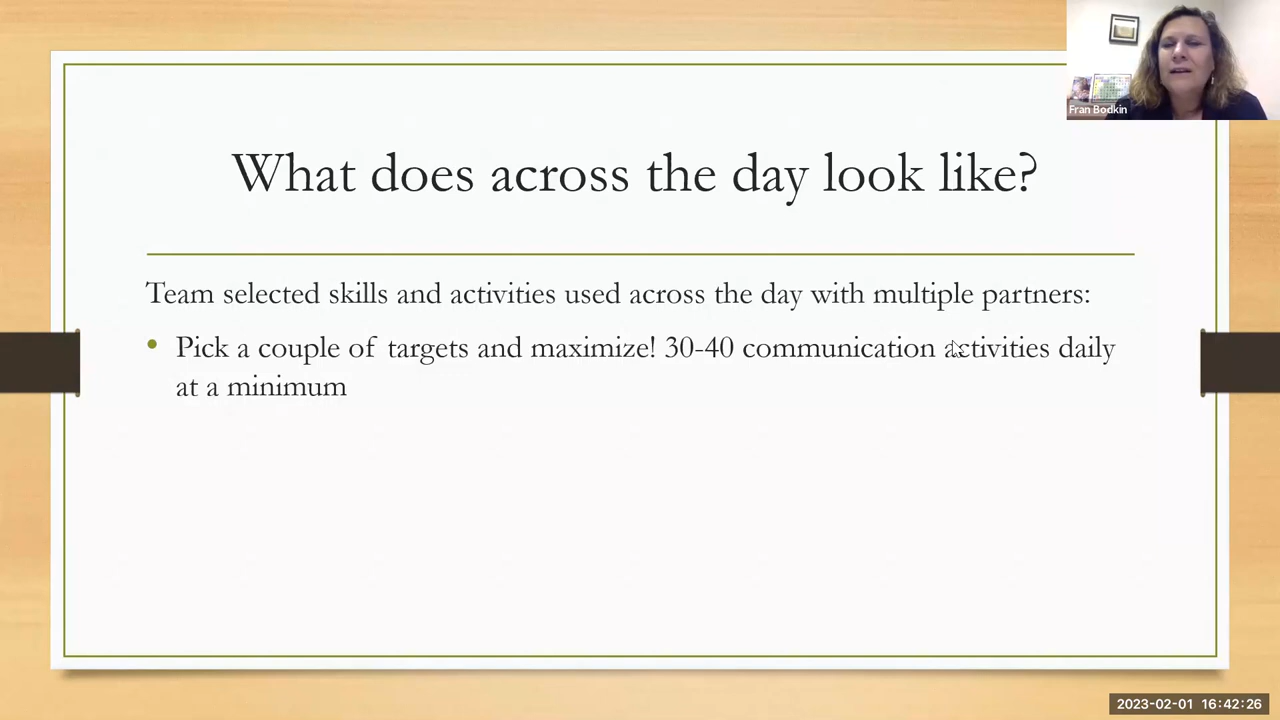 Fran Bodkin
What does across the day look like?
Team selected skills and activities used across the day with multiple partners:
• Pick a couple of targets and maximize! 30-40 communication activities daily
at a minimum
2023-02-01 16:42:26